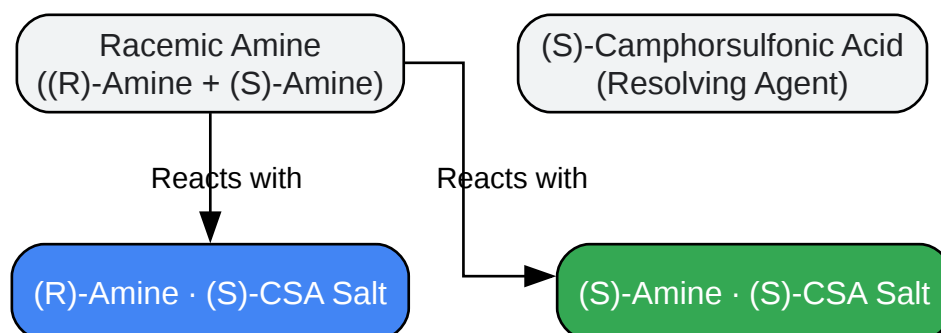 Racemic Amine
((R)-Amine + (S)-Amine)
(S)-Camphorsulfonic Acid
(Resolving Agent)
Reacts with
Reacts with
(R)-Amine · (S)-CSA Salt
(S)-Amine · (S)-CSA Salt